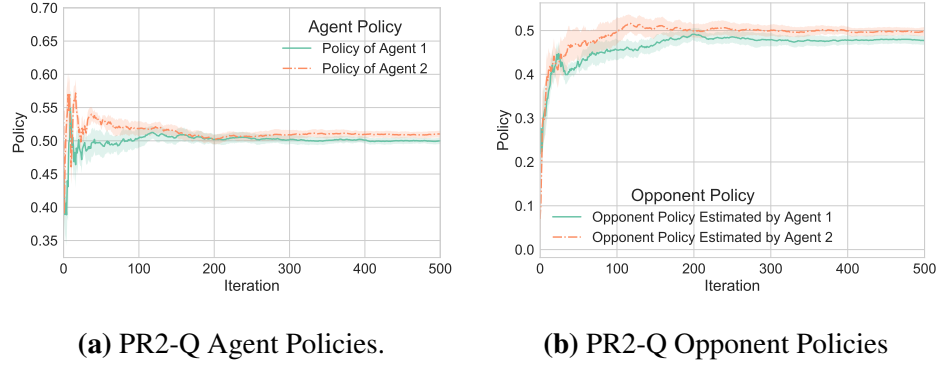 0.70
0.60
0.55
0.50
0.45
0.40
0.35
Policy
Agent Policy
Policy of Agent 1
Policy of Agent 2
0 100 200 300 400 500
Iteration
0.5
0.4
0.3
0.2
0.1
0.0
Policy
Opponent Policy
Opponent Policy Estimated by Agent 1
Opponent Policy Estimated by Agent 2
0 100 200 300 400 500
Iteration
(a) PR2-Q Agent Policies.
(b) PR2-Q Opponent Policies